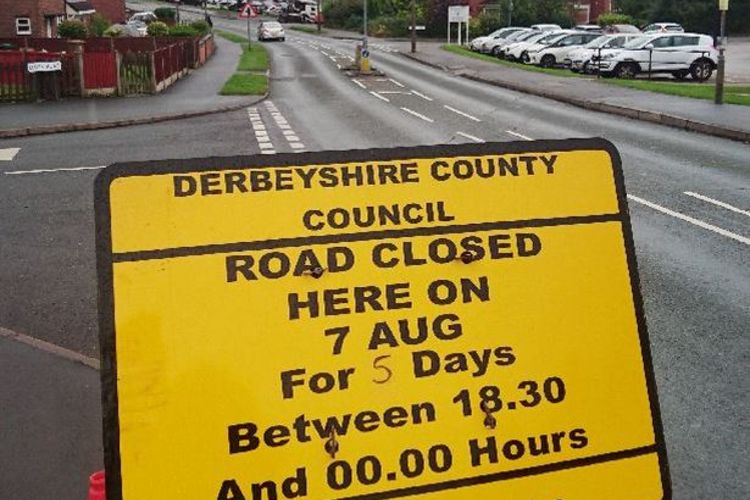 DERBEYSHIRE COUNTY
COUNCIL
ROAD CLOSED
HERE ON
7 AUG
For 5 Days
Between 18.30
And 00.00 Hours